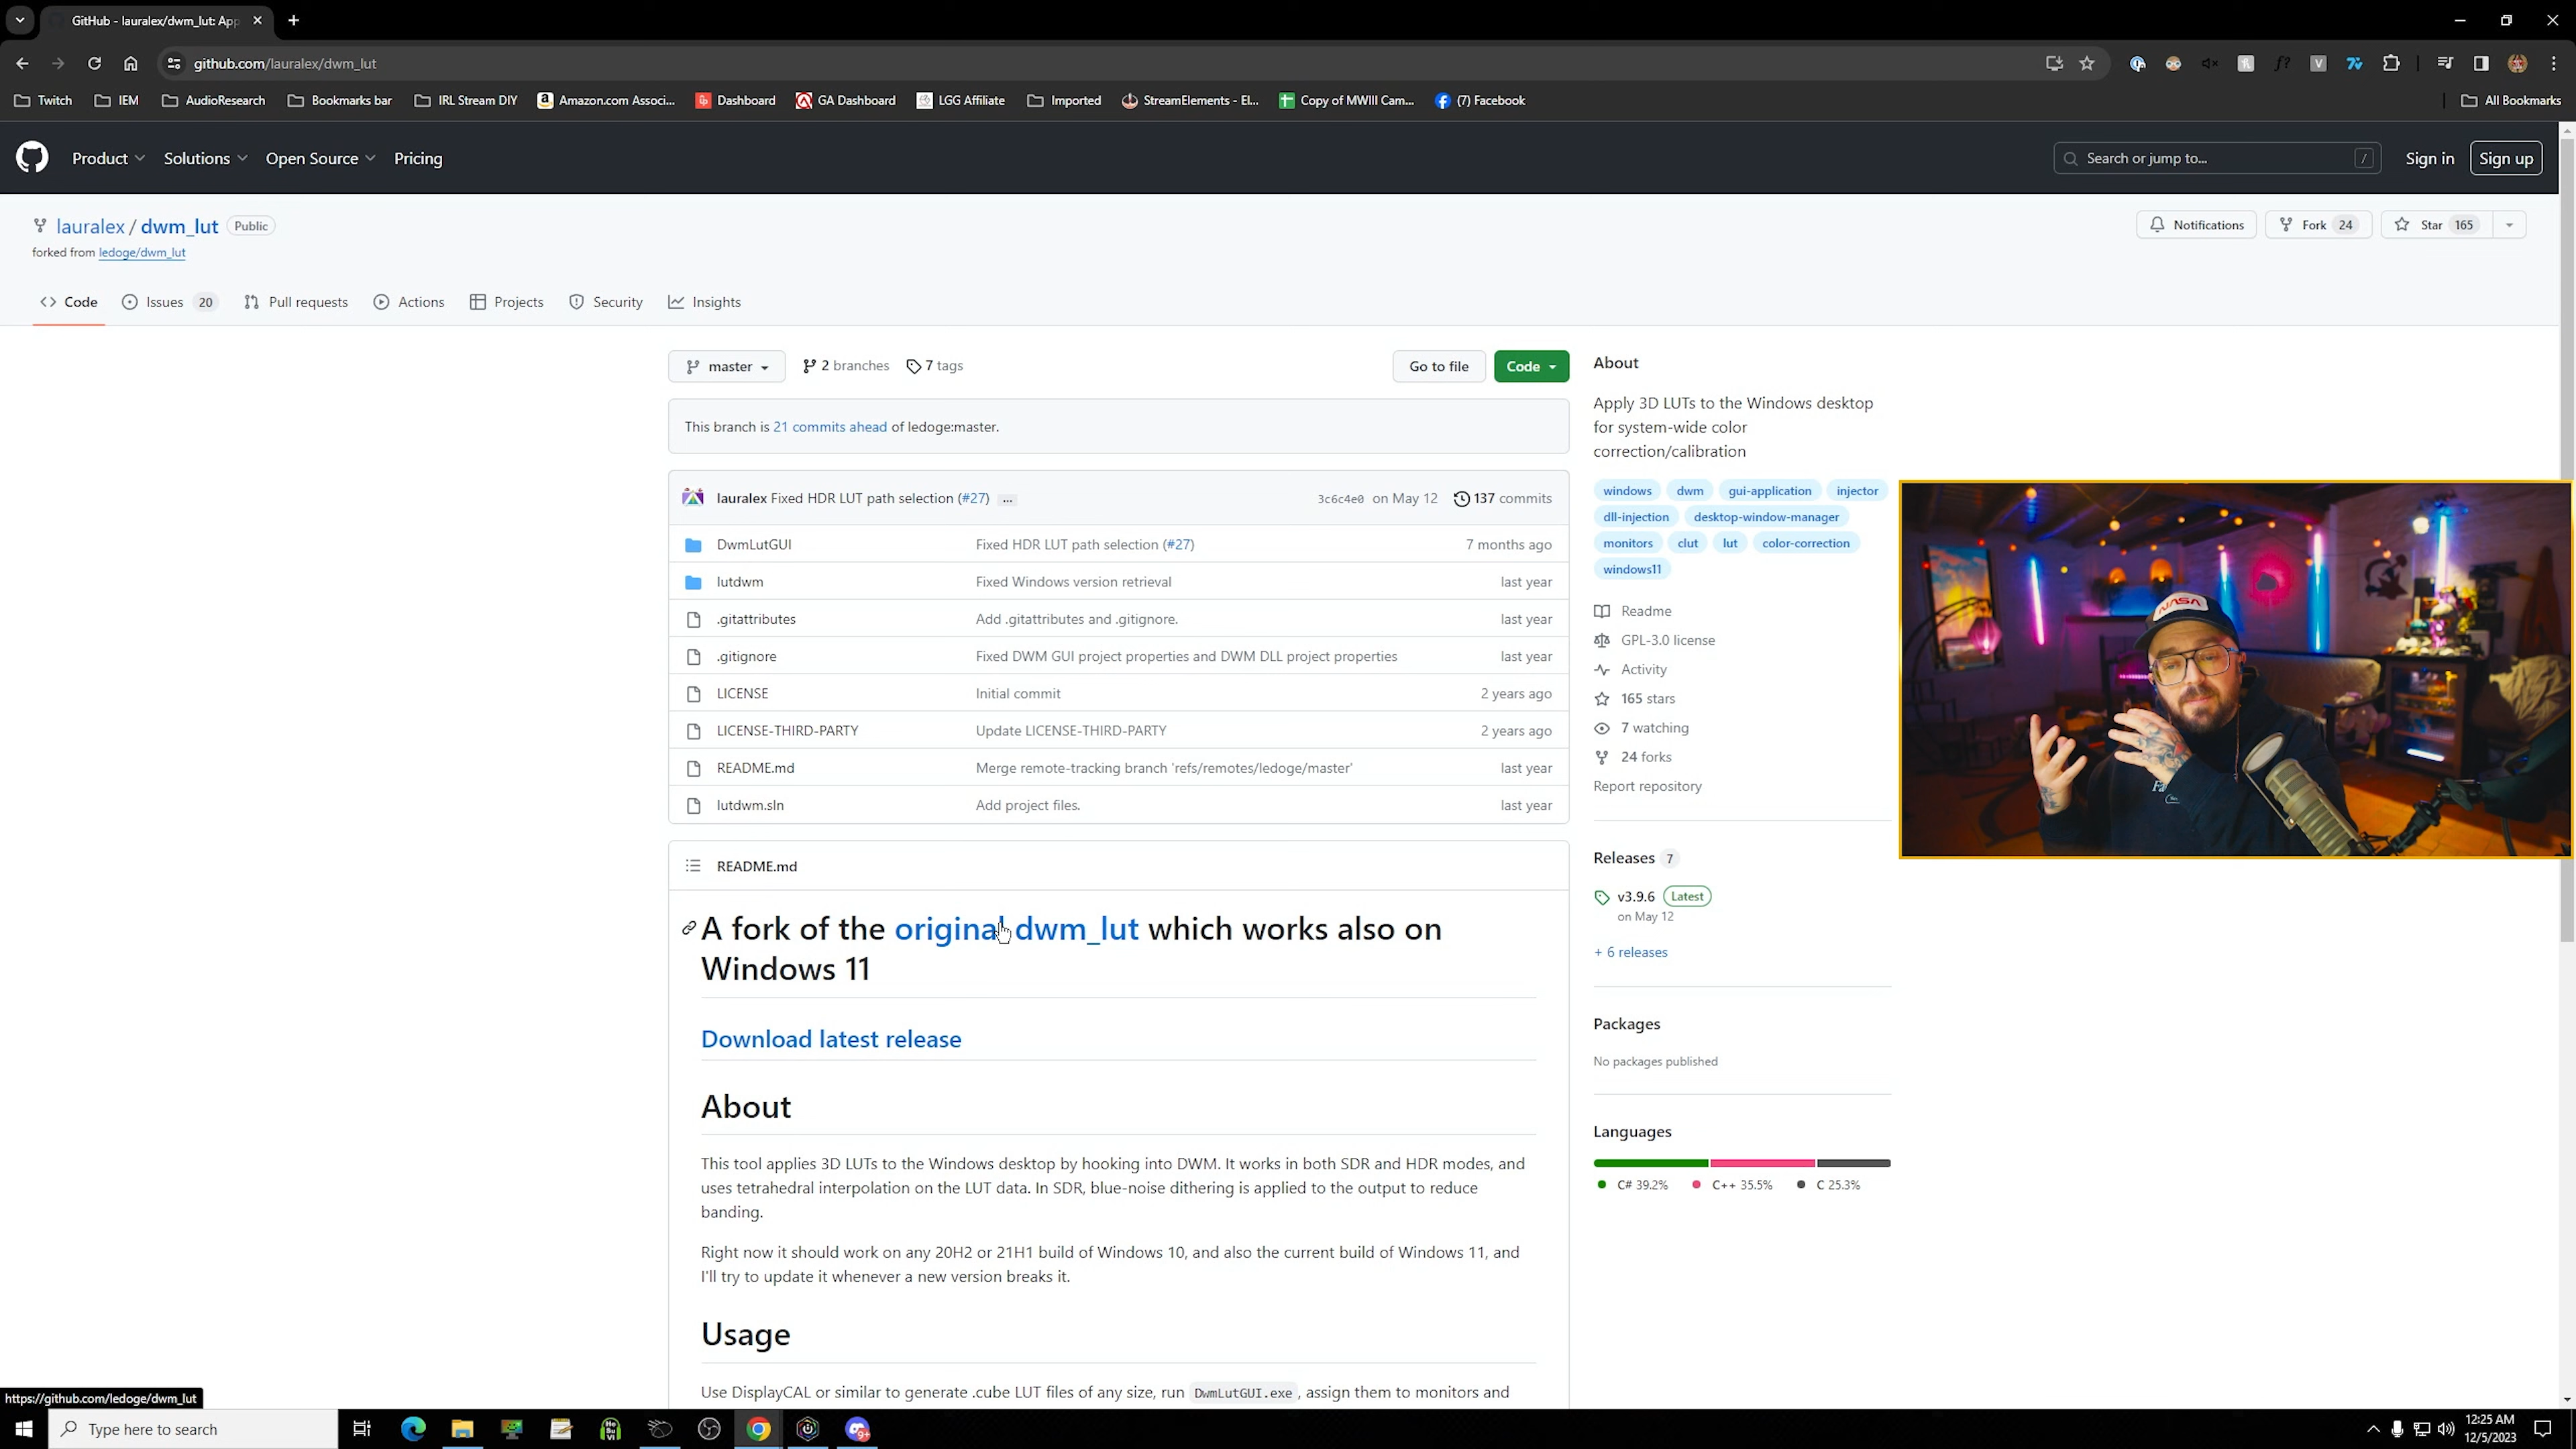 GitHub - lauralex/dwm_lut: App
github.com/lauralex/dwm_lut
Twitch
IEM
AudioResearch
Bookmarks bar
IRL Stream DIY
Amazon.com Associ...
Dashboard
GA Dashboard
LGG Affiliate
Imported
StreamElements - El...
Copy of MWIII Cam...
(7) Facebook
All Bookmarks
Product
Solutions
Open Source
Pricing
Search or jump to...
/
Sign in
Sign up
lauralex / dwm_lut
Public
forked from ledoge/dwm_lut
Notifications
Fork 24
Star 165
Code
Issues 20
Pull requests
Actions
Projects
Security
Insights
master
2 branches
7 tags
Go to file
Code
This branch is 21 commits ahead of ledoge:master.
lauralex Fixed HDR LUT path selection (#27) ...
3c6c4e0 on May 12
137 commits
DwmLutGUI Fixed HDR LUT path selection (#27) 7 months ago
lutdwm Fixed Windows version retrieval last year
.gitattributes Add .gitattributes and .gitignore. last year
.gitignore Fixed DWM GUI project properties and DWM DLL project properties last year
LICENSE Initial commit 2 years ago
LICENSE-THIRD-PARTY Update LICENSE-THIRD-PARTY 2 years ago
README.md Merge remote-tracking branch 'refs/remotes/ledoge/master' last year
lutdwm.sln Add project files. last year
README.md
A fork of the original dwm_lut which works also on
Windows 11
Download latest release
About
This tool applies 3D LUTs to the Windows desktop by hooking into DWM. It works in both SDR and HDR modes, and
uses tetrahedral interpolation on the LUT data. In SDR, blue-noise dithering is applied to the output to reduce
banding.
Right now it should work on any 20H2 or 21H1 build of Windows 10, and also the current build of Windows 11, and
I'll try to update it whenever a new version breaks it.
Usage
Use DisplayCAL or similar to generate .cube LUT files of any size, run DwmLutGUI.exe, assign them to monitors and
About
Apply 3D LUTs to the Windows desktop
for system-wide color
correction/calibration
windows dwm gui-application injector
dll-injection desktop-window-manager
monitors clut lut color-correction
windows11
Readme
GPL-3.0 license
Activity
165 stars
7 watching
24 forks
Report repository
Releases 7
v3.9.6 Latest
on May 12
+ 6 releases
Packages
No packages published
Languages
C# 39.2% C++ 35.5% C 25.3%
NASA
https://github.com/ledoge/dwm_lut
Type here to search
12:25 AM
12/5/2023